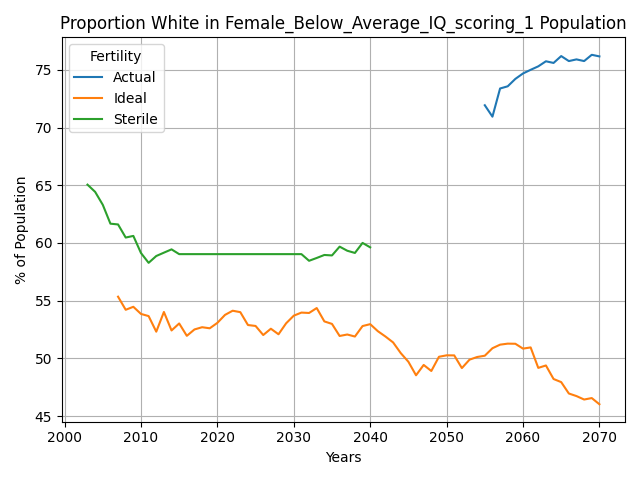 Proportion White in Female_Below_Average_IQ_scoring_1 Population
Fertility
Actual
Ideal
Sterile
% of Population
75
70
65
60
55
50
45
2000 2010 2020 2030 2040 2050 2060 2070
Years